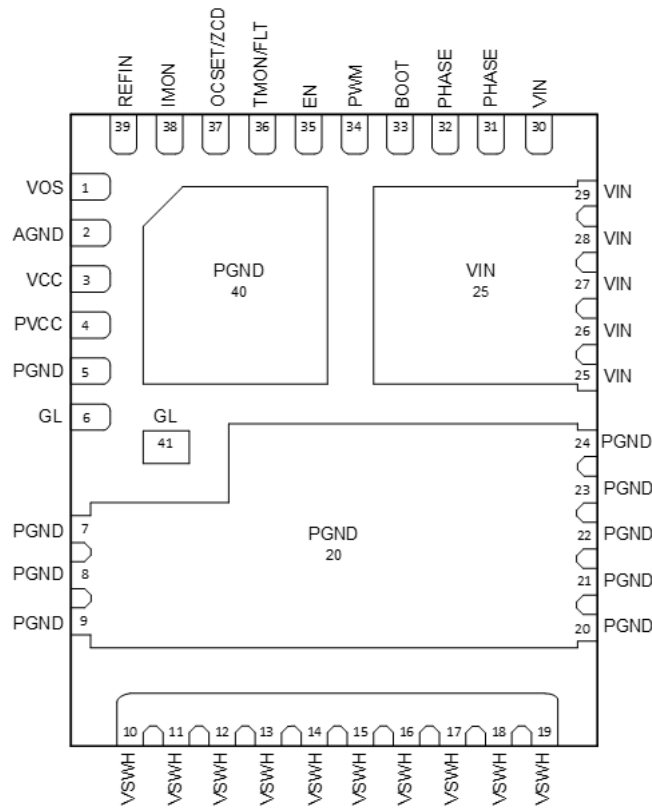 REFIN IMON OCSET/ZCD TMON/FLT EN PWM BOOT PHASE PHASE VIN
39 38 37 36 35 34 33 32 31 30
VOS 1
AGND 2
VCC 3
PVCC 4
PGND 5
GL 6
PGND
40
VIN
25
29 VIN
28 VIN
27 VIN
26 VIN
25 VIN
GL
41
PGND 7
PGND 8
PGND 9
PGND
20
24 PGND
23 PGND
22 PGND
21 PGND
20 PGND
10 11 12 13 14 15 16 17 18 19
VSWH VSWH VSWH VSWH VSWH VSWH VSWH VSWH VSWH VSWH